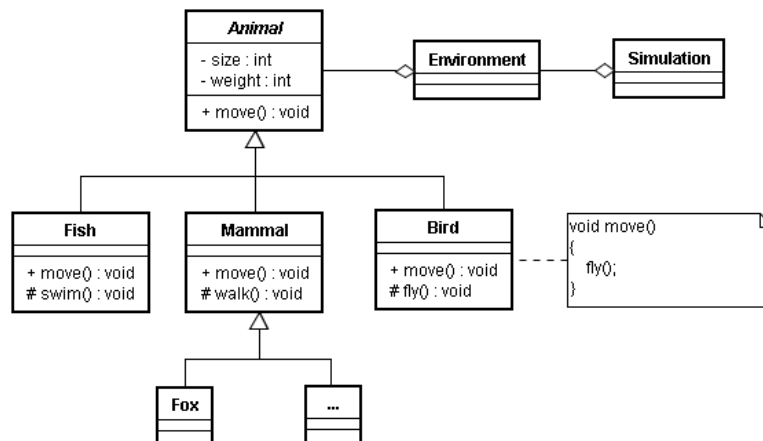 Animal
- size : int
- weight : int
+ move() : void
Environment
Simulation
Fish
+ move() : void
# swim() : void
Mammal
+ move() : void
# walk() : void
Bird
+ move() : void
# fly() : void
void move()
{
fly();
}
Fox
...